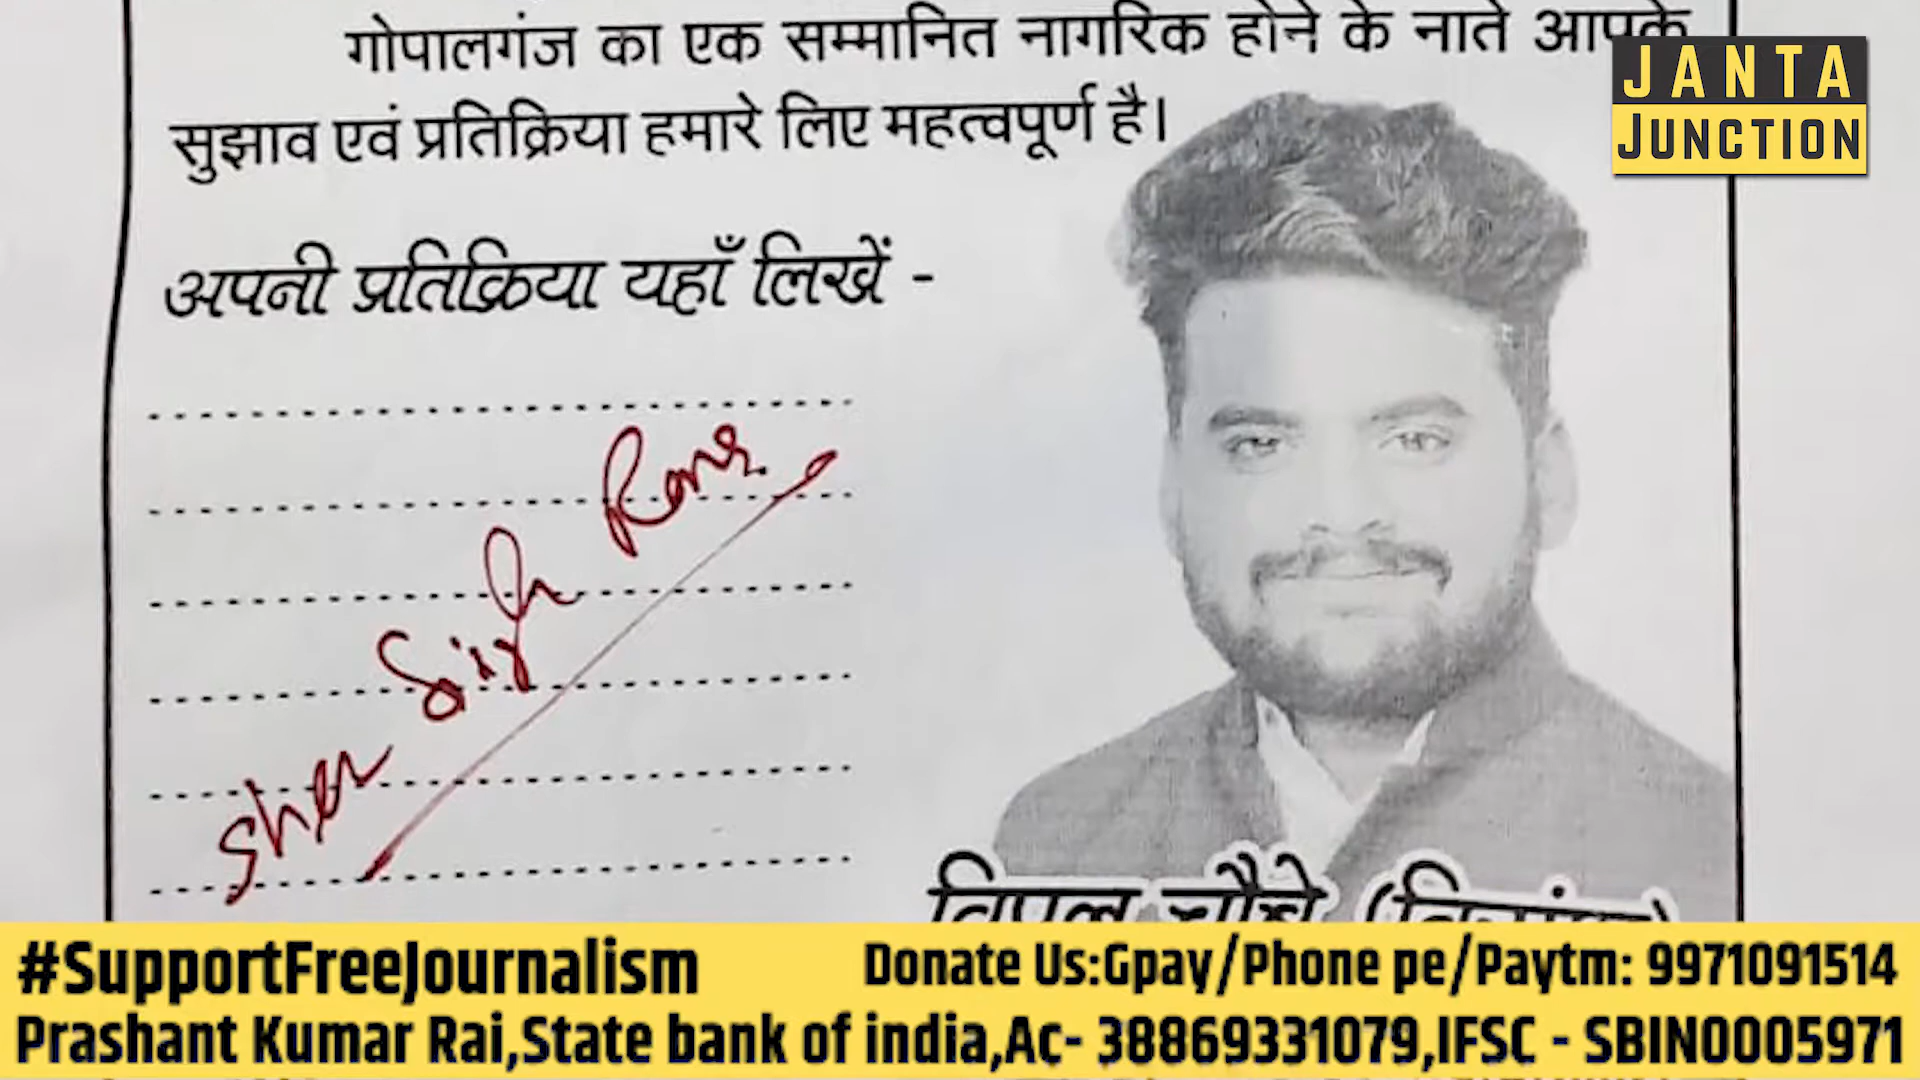 गोपालगंज का एक सम्मानित नागरिक होने के नाते आपके
JANTA
JUNCTION
सुझाव एवं प्रतिक्रिया हमारे लिए महत्वपूर्ण है।
अपनी प्रतिक्रिया यहाँ लिखें -
Sher Singh Rana
#SupportFreeJournalism
Donate Us:Gpay/Phone pe/Paytm: 9971091514
Prashant Kumar Rai,State bank of india,Ac- 38869331079,IFSC - SBIN0005971